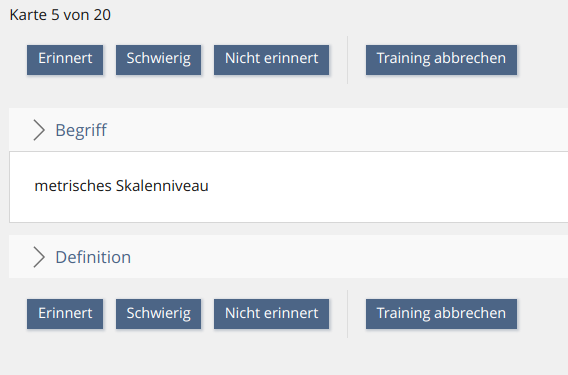 Karte 5 von 20
Erinnert Schwierig Nicht erinnert Training abbrechen
Begriff
metrisches Skalenniveau
Definition
Erinnert Schwierig Nicht erinnert Training abbrechen